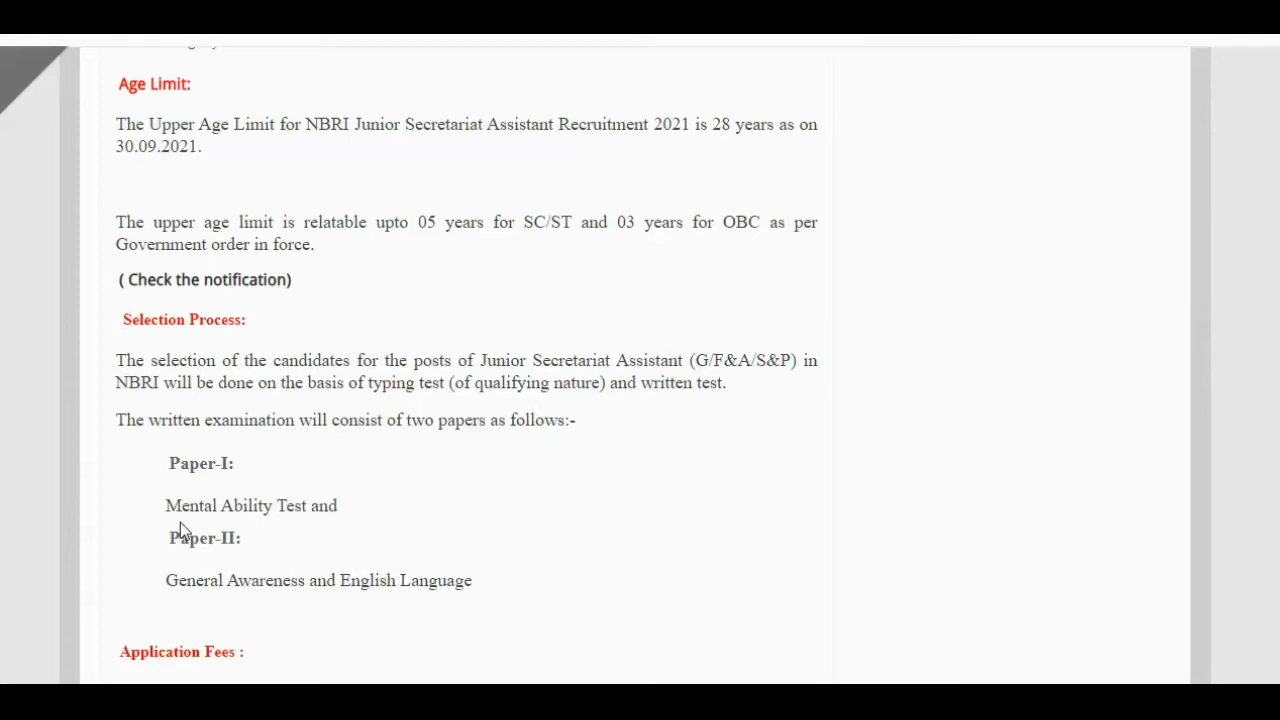 Age Limit:
The Upper Age Limit for NBRI Junior Secretariat Assistant Recruitment 2021 is 28 years as on
30.09.2021.
The upper age limit is relatable upto 05 years for SC/ST and 03 years for OBC as per
Government order in force.
( Check the notification)
Selection Process:
The selection of the candidates for the posts of Junior Secretariat Assistant (G/F&A/S&P) in
NBRI will be done on the basis of typing test (of qualifying nature) and written test.
The written examination will consist of two papers as follows:-
Paper-I:
Mental Ability Test and
Paper-II:
General Awareness and English Language
Application Fees :